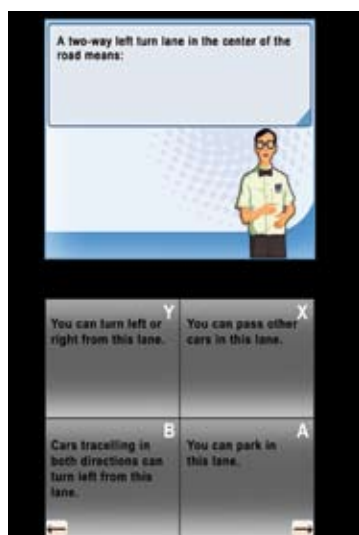 A two-way left turn lane in the center of the
road means:
Y
You can turn left or
right from this lane.
X
You can pass other
cars in this lane.
B
Cars tracelling in
both directions can
turn left from this
lane.
A
You can park in
this lane.